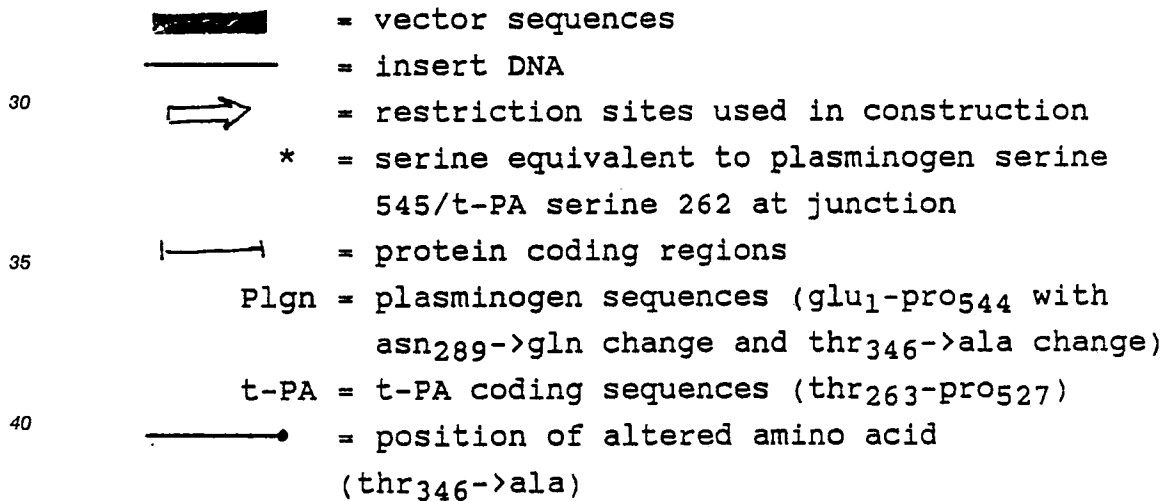 = vector sequences
= insert DNA
30 = restriction sites used in construction
* = serine equivalent to plasminogen serine
545/t-PA serine 262 at junction
35 = protein coding regions
Plgn = plasminogen sequences (glu1-pro544 with
asn289->gln change and thr346->ala change)
t-PA = t-PA coding sequences (thr263-pro527)
40 = position of altered amino acid
(thr346->ala)